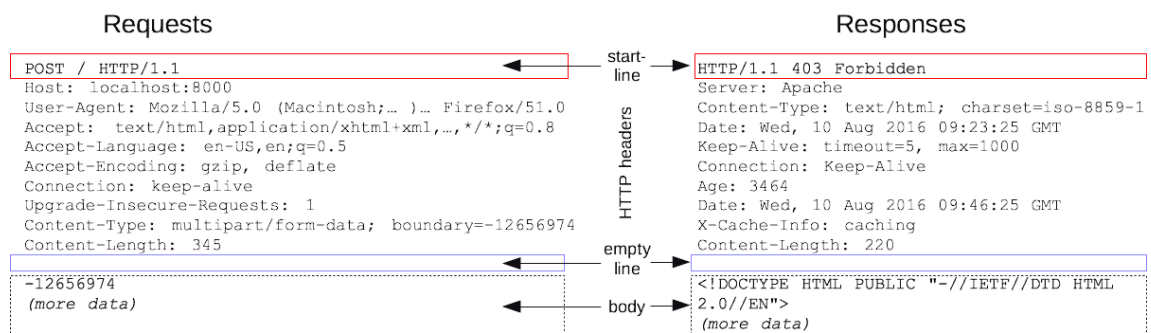 Requests
POST / HTTP/1.1
Host: localhost:8000
User-Agent: Mozilla/5.0 (Macintosh;… )… Firefox/51.0
Accept: text/html,application/xhtml+xml,…,*/*;q=0.8
Accept-Language: en-US,en;q=0.5
Accept-Encoding: gzip, deflate
Connection: keep-alive
Upgrade-Insecure-Requests: 1
Content-Type: multipart/form-data; boundary=-12656974
Content-Length: 345
-12656974
(more data)
start-
line
HTTP headers
empty
line
body
Responses
HTTP/1.1 403 Forbidden
Server: Apache
Content-Type: text/html; charset=iso-8859-1
Date: Wed, 10 Aug 2016 09:23:25 GMT
Keep-Alive: timeout=5, max=1000
Connection: Keep-Alive
Age: 3464
Date: Wed, 10 Aug 2016 09:46:25 GMT
X-Cache-Info: caching
Content-Length: 220
<!DOCTYPE HTML PUBLIC "-//IETF//DTD HTML
2.0//EN">
(more data)